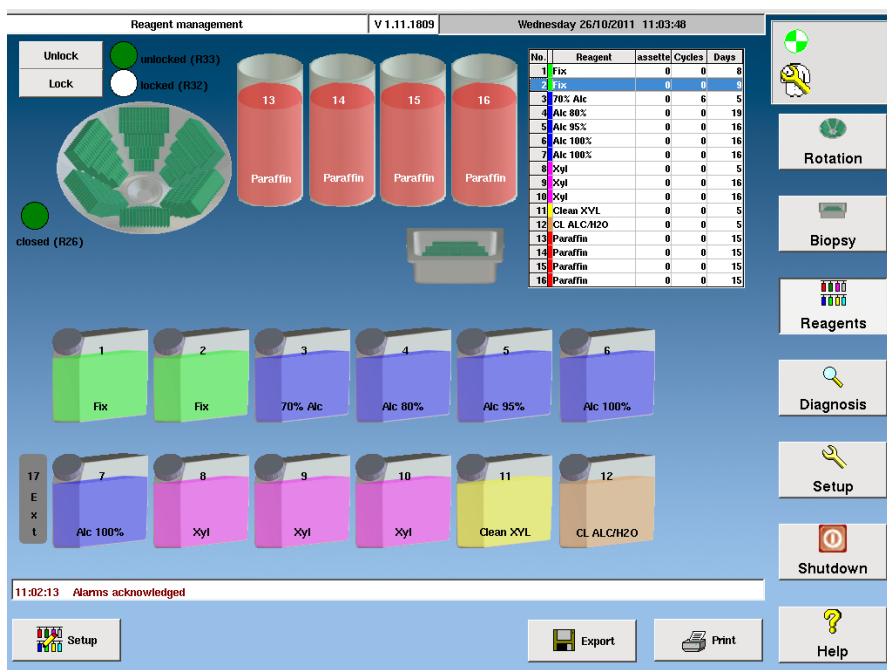 Reagent management V 1.11.1809 Wednesday 26/10/2011 11:03:48
Unlock
unlocked (R33)
Lock
locked (R32)
closed (R26)
13 14 15 16
Paraffin Paraffin Paraffin Paraffin
No. Reagent assette Cycles Days
1 Fix 0 0 8
2 Fix 0 0 9
3 70% Alc 0 6 5
4 Alc 80% 0 0 19
5 Alc 95% 0 0 16
6 Alc 100% 0 0 16
7 Alc 100% 0 0 16
8 Xyl 0 0 5
9 Xyl 0 0 16
10 Xyl 0 0 16
11 Clean XYL 0 0 5
12 CL ALC/H2O 0 0 5
13 Paraffin 0 0 15
14 Paraffin 0 0 15
15 Paraffin 0 0 15
16 Paraffin 0 0 15
1 2 3 4 5 6
Fix Fix 70% Alc Alc 80% Alc 95% Alc 100%
17
E
x
t
7 8 9 10 11 12
Alc 100% Xyl Xyl Xyl Clean XYL CL ALC/H2O
11:02:13 Alarms acknowledged
Setup
Export
Print
Rotation
Biopsy
Reagents
Diagnosis
Setup
Shutdown
Help